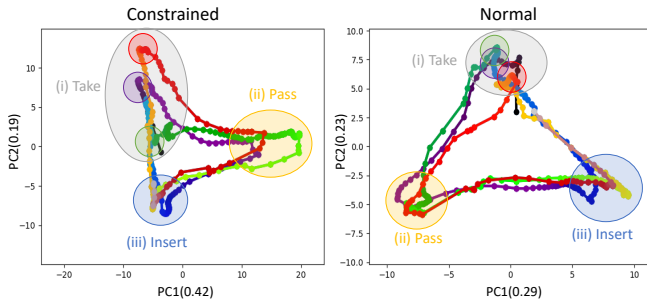 Constrained
Normal
(i) Take
(ii) Pass
(iii) Insert
15
10
5
0
−5
−10
−20
−10
0
10
20
PC2(0.19)
PC1(0.42)
(i) Take
(ii) Pass
(iii) Insert
10.0
7.5
5.0
2.5
0.0
−2.5
−5.0
−7.5
−10.0
−10
−5
0
5
10
PC2(0.23)
PC1(0.29)